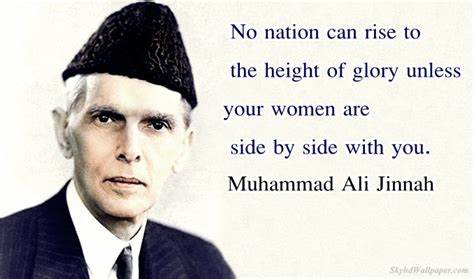 No nation can rise to
the height of glory unless
your women are
side by side with you.
Muhammad Ali Jinnah
SkyhdWallpaper.com